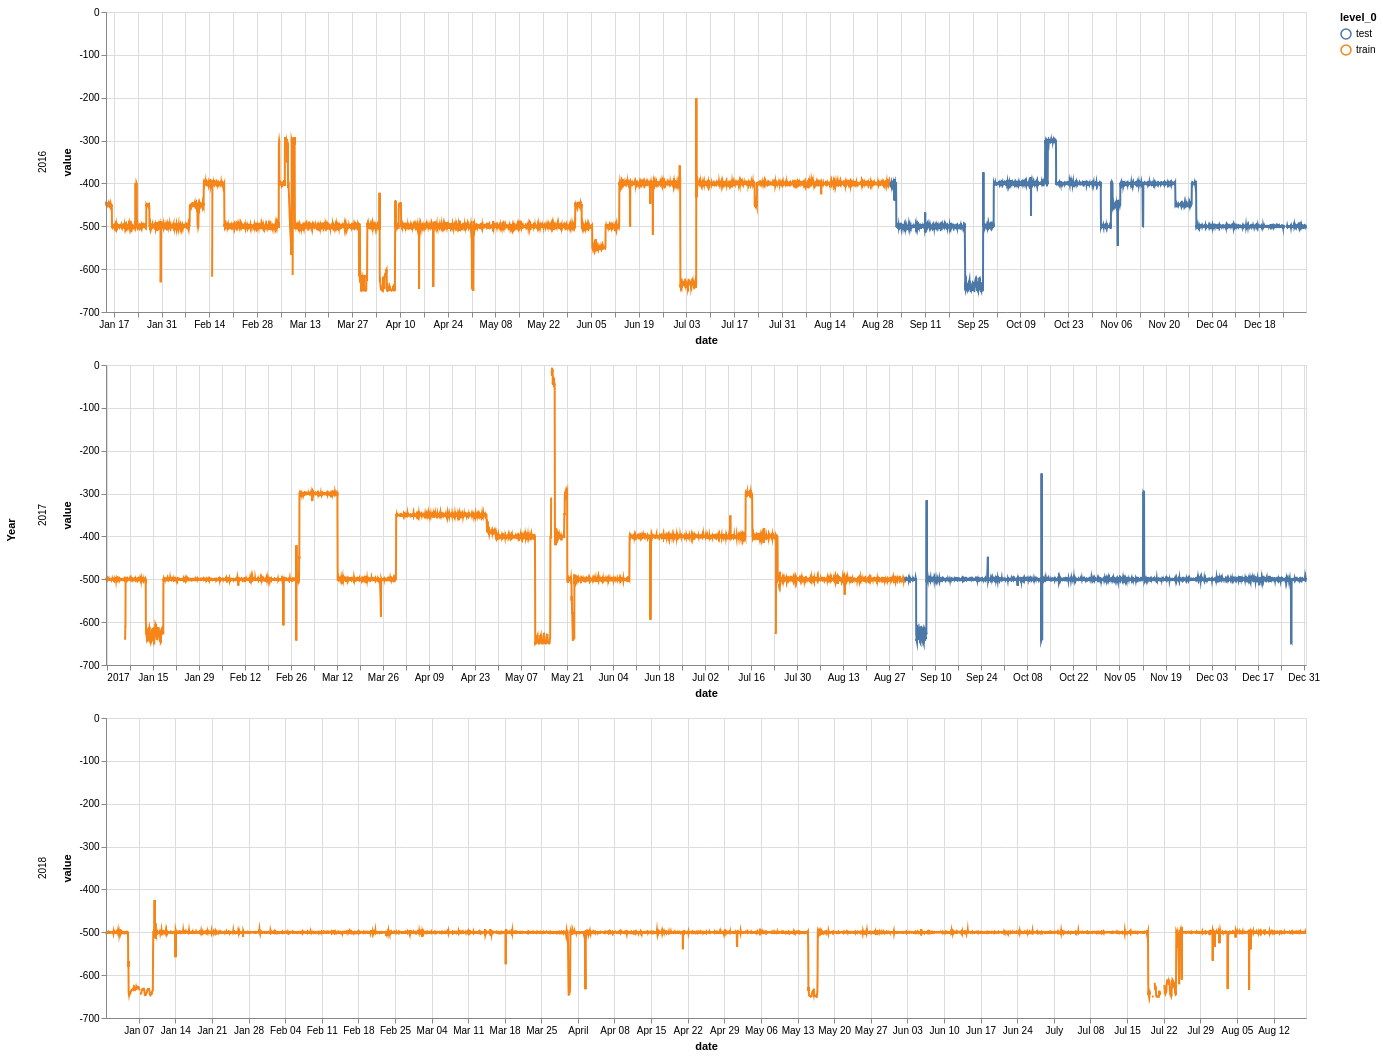 level_0
test
train
0
-100
-200
-300
-400
-500
-600
-700
value
2016
Jan 17 Jan 31 Feb 14 Feb 28 Mar 13 Mar 27 Apr 10 Apr 24 May 08 May 22 Jun 05 Jun 19 Jul 03 Jul 17 Jul 31 Aug 14 Aug 28 Sep 11 Sep 25 Oct 09 Oct 23 Nov 06 Nov 20 Dec 04 Dec 18
date
0
-100
-200
-300
-400
-500
-600
-700
value
2017
Year
2017 Jan 15 Jan 29 Feb 12 Feb 26 Mar 12 Mar 26 Apr 09 Apr 23 May 07 May 21 Jun 04 Jun 18 Jul 02 Jul 16 Jul 30 Aug 13 Aug 27 Sep 10 Sep 24 Oct 08 Oct 22 Nov 05 Nov 19 Dec 03 Dec 17 Dec 31
date
0
-100
-200
-300
-400
-500
-600
-700
value
2018
Jan 07 Jan 14 Jan 21 Jan 28 Feb 04 Feb 11 Feb 18 Feb 25 Mar 04 Mar 11 Mar 18 Mar 25 April Apr 08 Apr 15 Apr 22 Apr 29 May 06 May 13 May 20 May 27 Jun 03 Jun 10 Jun 17 Jun 24 July Jul 08 Jul 15 Jul 22 Jul 29 Aug 05 Aug 12
date